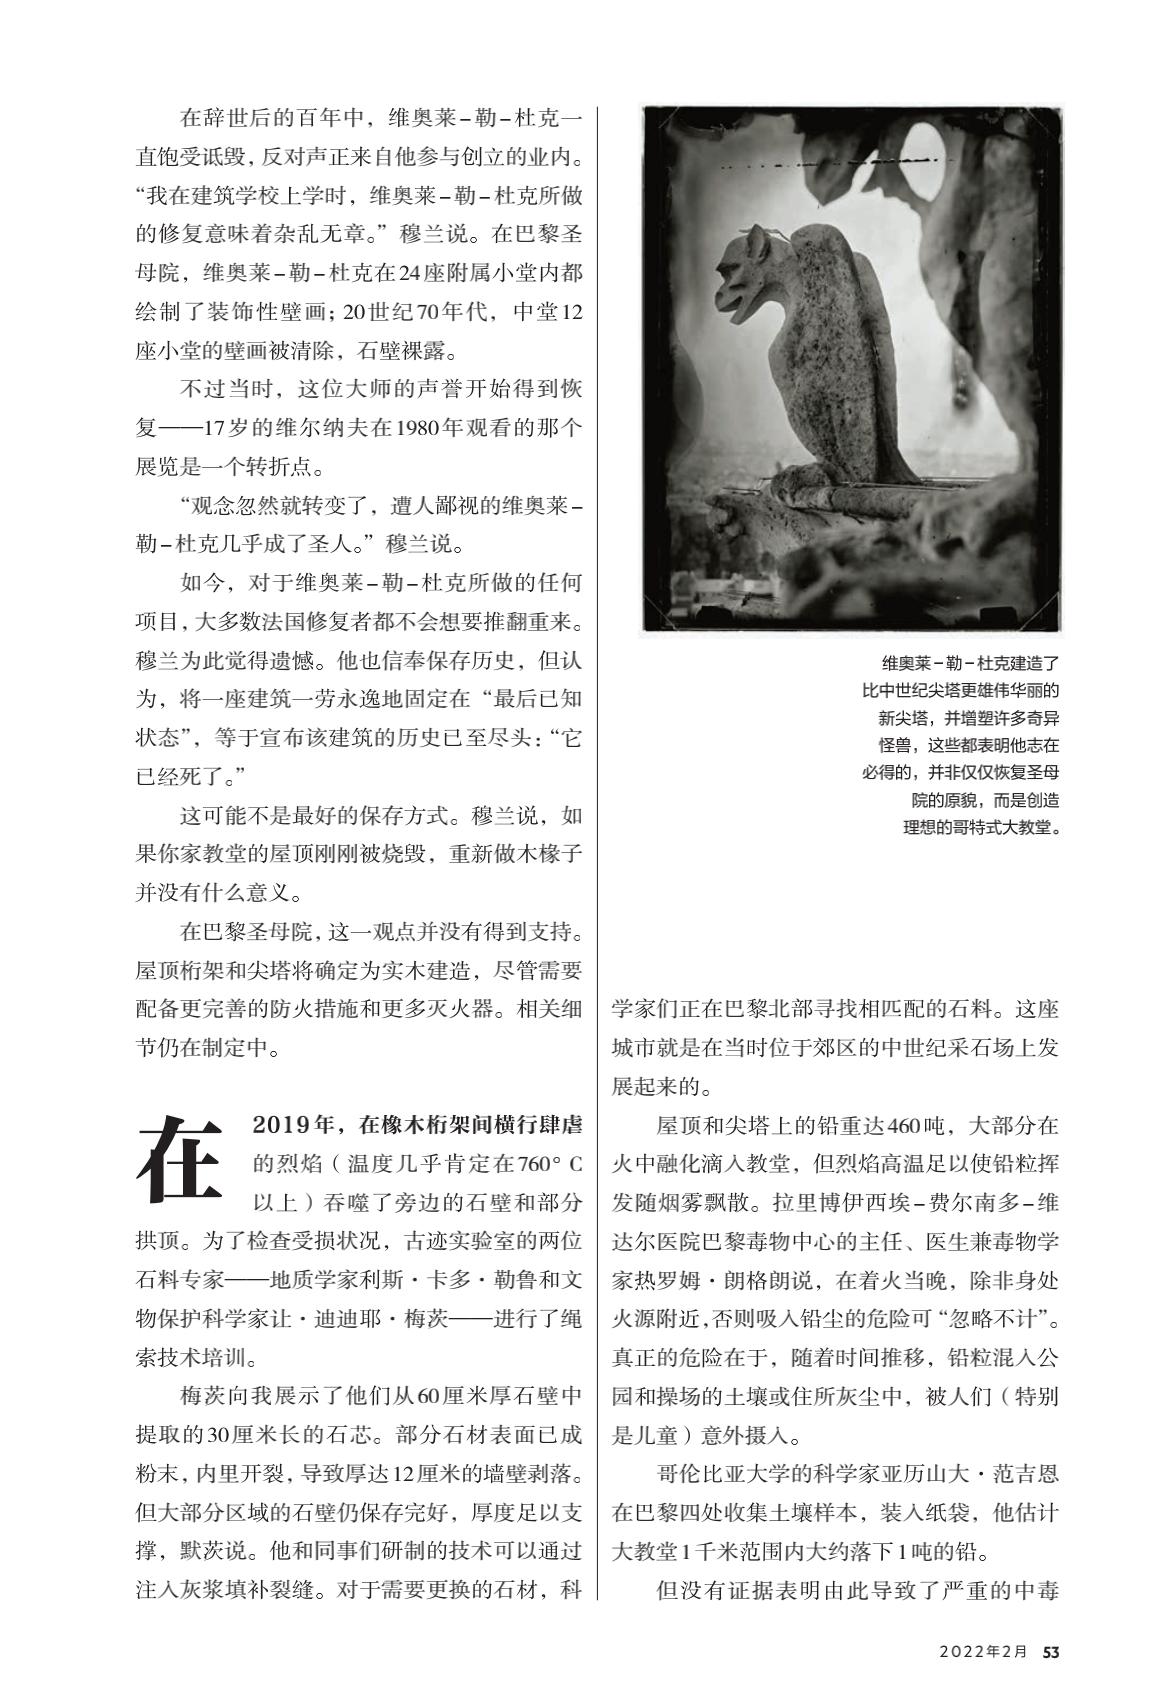 在辞世后的百年中，维奥莱–勒–杜克一
直饱受诋毁，反对声正来自他参与创立的业内。
“我在建筑学校上学时，维奥莱–勒–杜克所做
的修复意味着杂乱无章。”穆兰说。在巴黎圣
母院，维奥莱–勒–杜克在24座附属小堂内都
绘制了装饰性壁画；20世纪70年代，中堂12
座小堂的壁画被清除，石壁裸露。
不过当时，这位大师的声誉开始得到恢
复——17岁的维尔纳夫在1980年观看的那个
展览是一个转折点。
“观念忽然就转变了，遭人鄙视的维奥莱–
勒–杜克几乎成了圣人。”穆兰说。
如今，对于维奥莱–勒–杜克所做的任何
项目，大多数法国修复者都不会想要推翻重来。
穆兰为此觉得遗憾。他也信奉保存历史，但认
为，将一座建筑一劳永逸地固定在“最后已知
状态”，等于宣布该建筑的历史已至尽头：“它
已经死了。”
这可能不是最好的保存方式。穆兰说，如
果你家教堂的屋顶刚刚被烧毁，重新做木椽子
并没有什么意义。
在巴黎圣母院，这一观点并没有得到支持。
屋顶桁架和尖塔将确定为实木建造，尽管需要
配备更完善的防火措施和更多灭火器。相关细
节仍在制定中。
在2019年，在橡木桁架间横行肆虐
的烈焰（温度几乎肯定在760° C
以上）吞噬了旁边的石壁和部分
拱顶。为了检查受损状况，古迹实验室的两位
石料专家——地质学家利斯·卡多·勒鲁和文
物保护科学家让·迪迪耶·梅茨——进行了绳
索技术培训。
梅茨向我展示了他们从60厘米厚石壁中
提取的30厘米长的石芯。部分石材表面已成
粉末，内里开裂，导致厚达12厘米的墙壁剥落。
但大部分区域的石壁仍保存完好，厚度足以支
撑，默茨说。他和同事们研制的技术可以通过
注入灰浆填补裂缝。对于需要更换的石材，科
维奥莱–勒–杜克建造了
比中世纪尖塔更雄伟华丽的
新尖塔，并增塑许多奇异
怪兽，这些都表明他志在
必得的，并非仅仅恢复圣母
院的原貌，而是创造
理想的哥特式大教堂。
学家们正在巴黎北部寻找相匹配的石料。这座
城市就是在当时位于郊区的中世纪采石场上发
展起来的。
屋顶和尖塔上的铅重达460吨，大部分在
火中融化滴入教堂，但烈焰高温足以使铅粒挥
发随烟雾飘散。拉里博伊西埃–费尔南多–维
达尔医院巴黎毒物中心的主任、医生兼毒物学
家热罗姆·朗格朗说，在着火当晚，除非身处
火源附近，否则吸入铅尘的危险可“忽略不计”。
真正的危险在于，随着时间推移，铅粒混入公
园和操场的土壤或住所灰尘中，被人们（特别
是儿童）意外摄入。
哥伦比亚大学的科学家亚历山大·范吉恩
在巴黎四处收集土壤样本，装入纸袋，他估计
大教堂1千米范围内大约落下1吨的铅。
但没有证据表明由此导致了严重的中毒
2022年2月 53